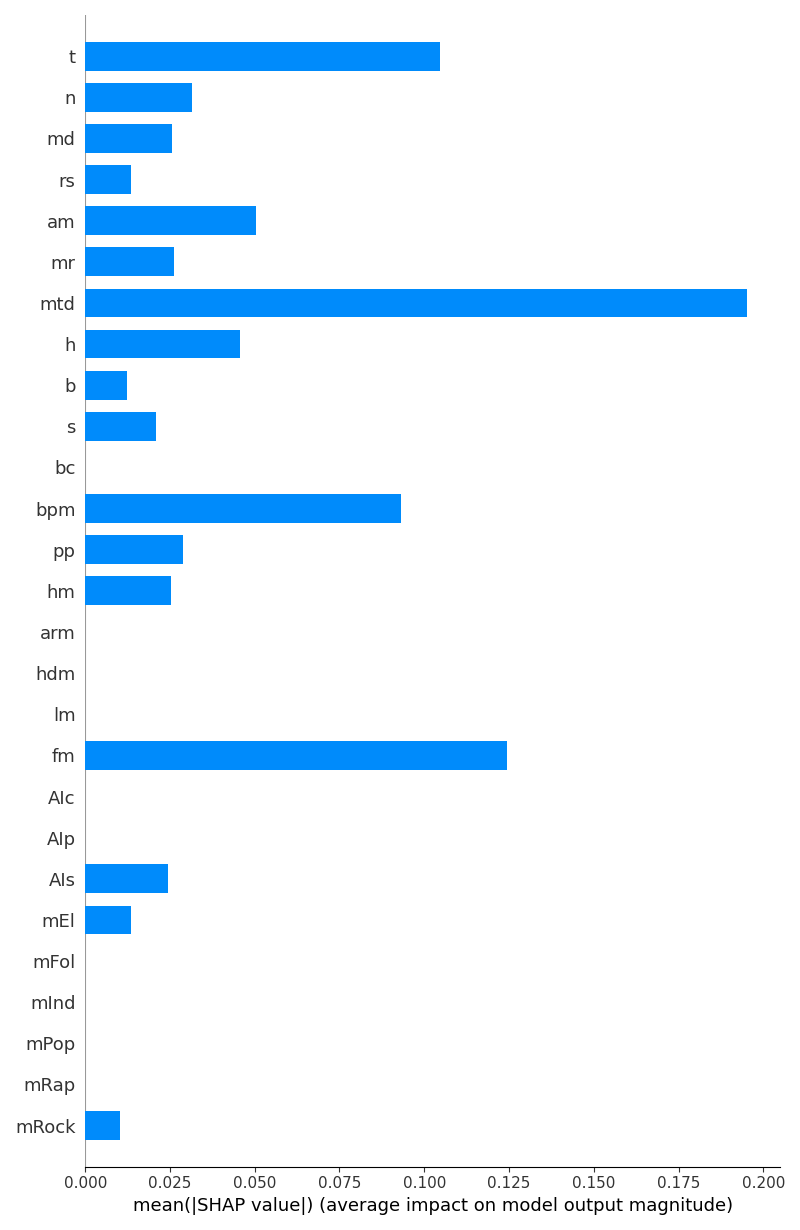 t
n
md
rs
am
mr
mtd
h
b
s
bc
bpm
pp
hm
arm
hdm
lm
fm
AIc
AIp
AIs
mEl
mFol
mInd
mPop
mRap
mRock
0.000 0.025 0.050 0.075 0.100 0.125 0.150 0.175 0.200
mean(|SHAP value|) (average impact on model output magnitude)